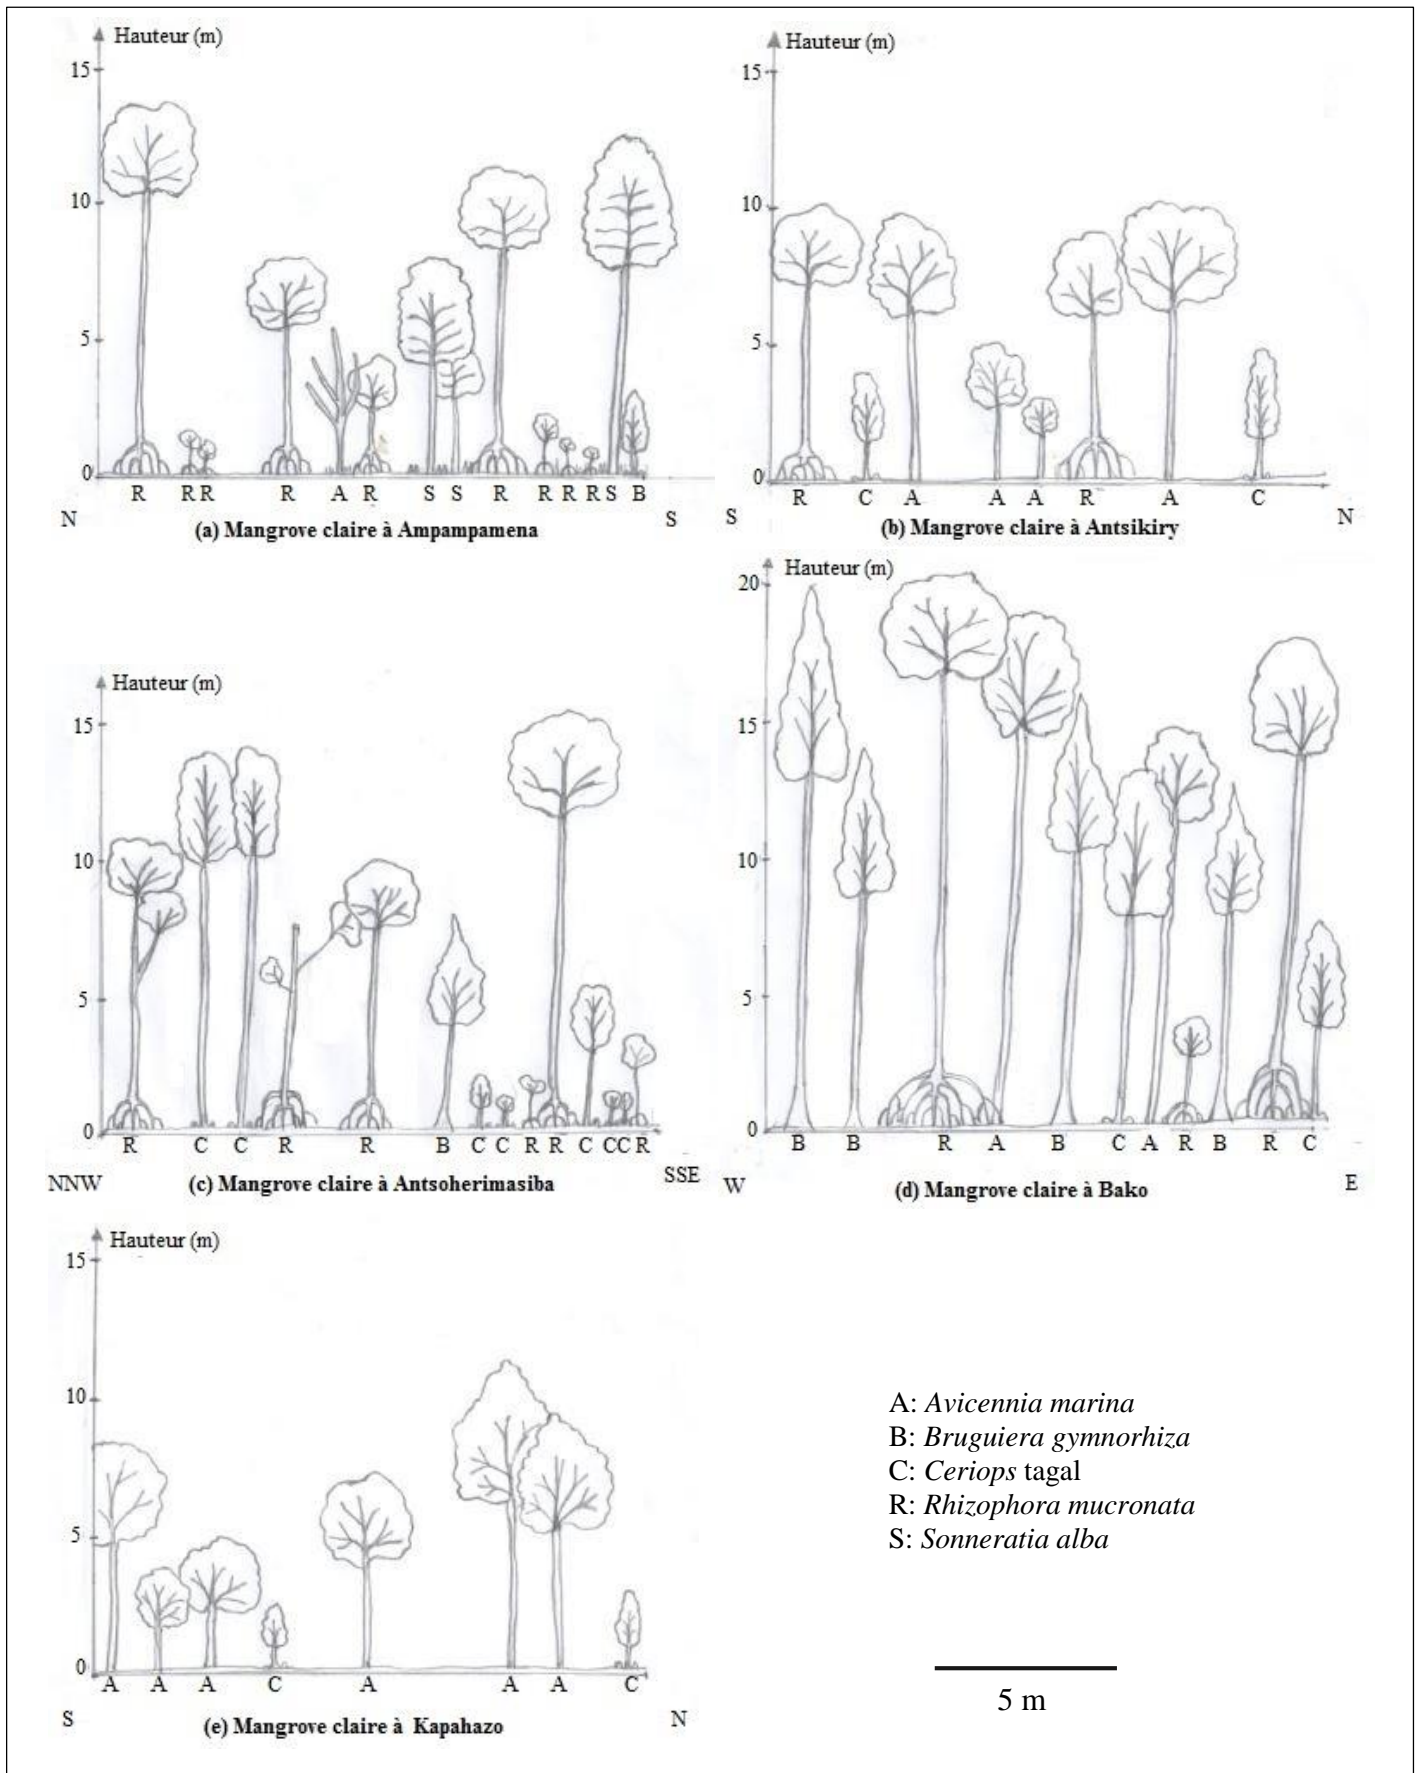 Hauteur (m)
15
10
5
0
R R R R A R S S R R R R S B
N S
(a) Mangrove claire à Ampampamena
Hauteur (m)
15
10
5
0
R C A A A R A C
S N
(b) Mangrove claire à Antsikiry
Hauteur (m)
15
10
5
0
R C C R R B C C R R C C C R
NNW SSE
(c) Mangrove claire à Antsoherimasiba
Hauteur (m)
20
15
10
5
0
B B R A B C A R B R C
W E
(d) Mangrove claire à Bako
Hauteur (m)
15
10
5
0
A A A C A A A C
S N
(e) Mangrove claire à Kapahazo
A: Avicennia marina
B: Bruguiera gymnorhiza
C: Ceriops tagal
R: Rhizophora mucronata
S: Sonneratia alba
5 m